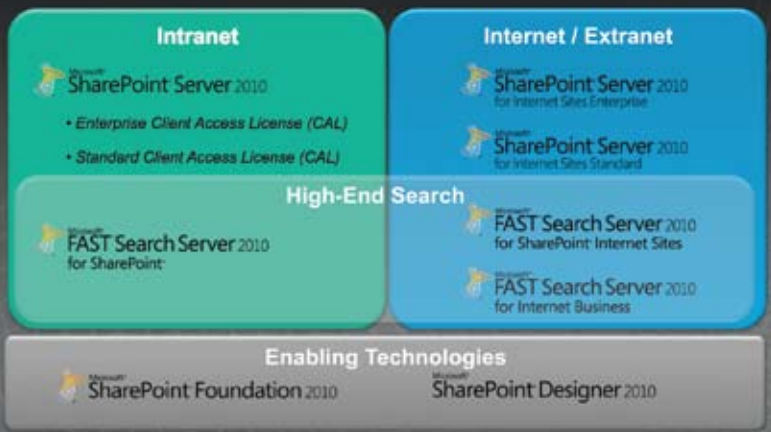 Intranet
Microsoft
SharePoint Server 2010
• Enterprise Client Access License (CAL)
• Standard Client Access License (CAL)
Internet / Extranet
Microsoft
SharePoint Server 2010
for Internet Sites Enterprise
Microsoft
SharePoint Server 2010
for Internet Sites Standard
High-End Search
Microsoft
FAST Search Server 2010
for SharePoint
Microsoft
FAST Search Server 2010
for SharePoint Internet Sites
Microsoft
FAST Search Server 2010
for Internet Business
Enabling Technologies
Microsoft
SharePoint Foundation 2010
Microsoft
SharePoint Designer 2010